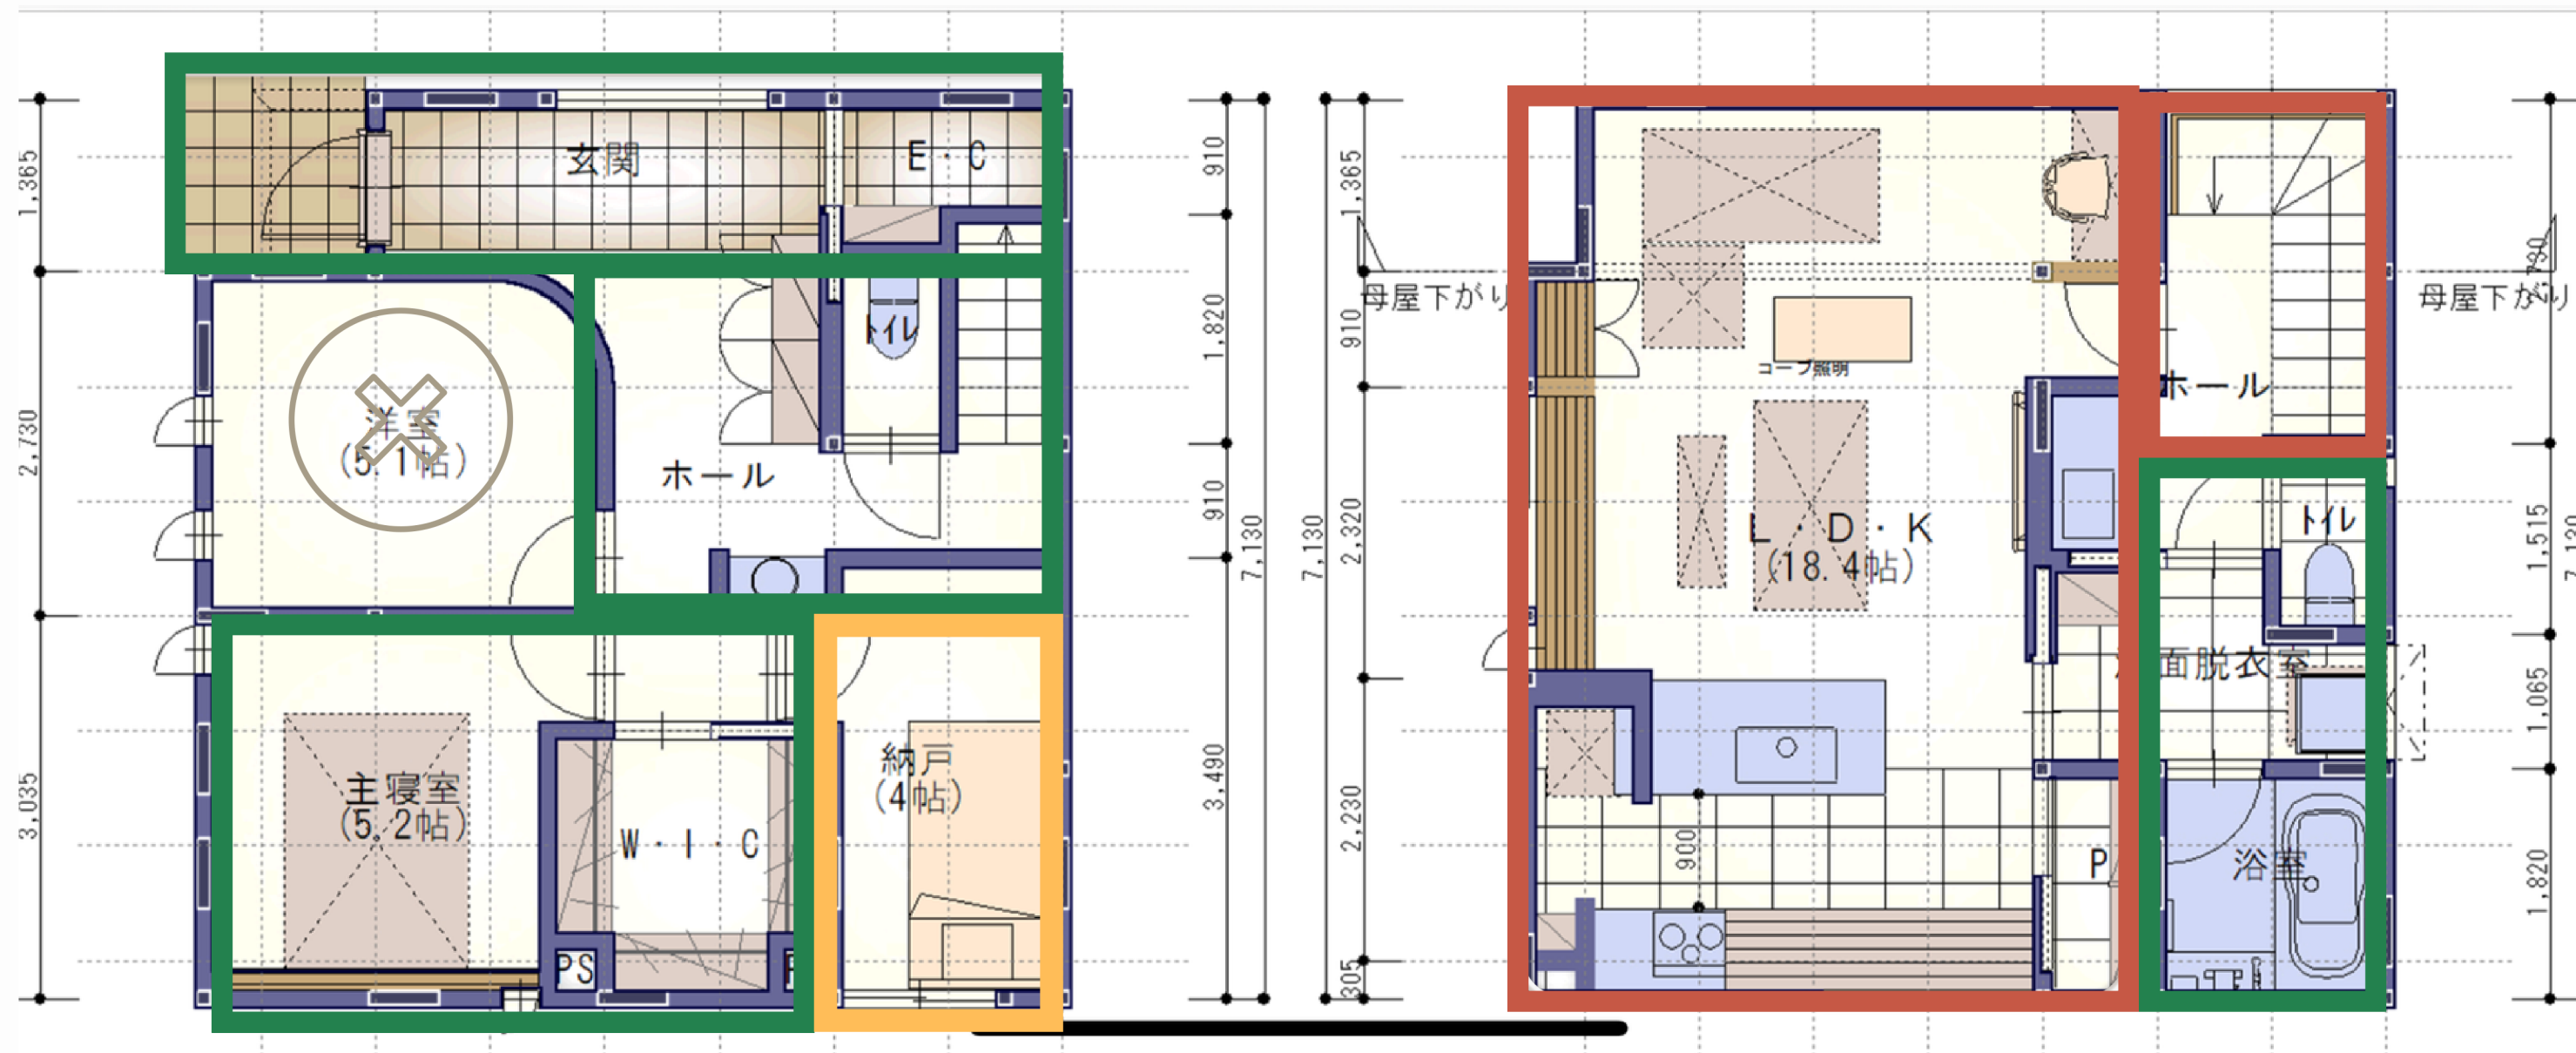 玄関
E・C
1,365
2,730
3,035
洋室
(5.1帖)
トイレ
ホール
主寝室
(5.2帖)
W・I・C
PS
納戸
(4帖)
910
1,820
910
3,490
7,130
7,130
1,365
910
2,320
2,230
305
母屋下がり
コーブ照明
L・D・K
(18.4帖)
900
P
ホール
トイレ
面脱衣室
浴室
母屋下がり
1,515
1,065
1,820